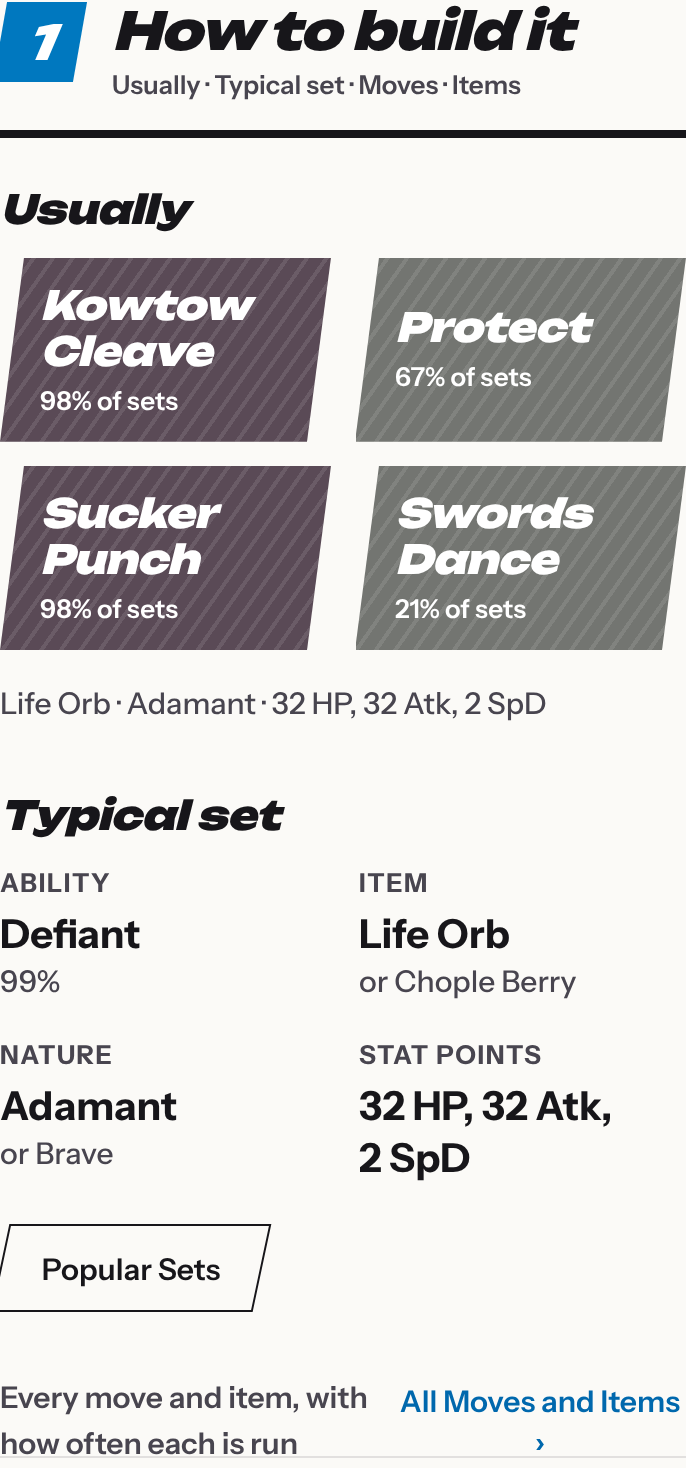 1
How to build it
Usually · Typical set · Moves · Items
Usually
Kowtow
Cleave
98% of sets
Protect
67% of sets
Sucker
Punch
98% of sets
Swords
Dance
21% of sets
Life Orb · Adamant · 32 HP, 32 Atk, 2 SpD
Typical set
ABILITY
Defiant
99%
ITEM
Life Orb
or Chople Berry
NATURE
Adamant
or Brave
STAT POINTS
32 HP, 32 Atk,
2 SpD
Popular Sets
Every move and item, with
how often each is run
All Moves and Items
›